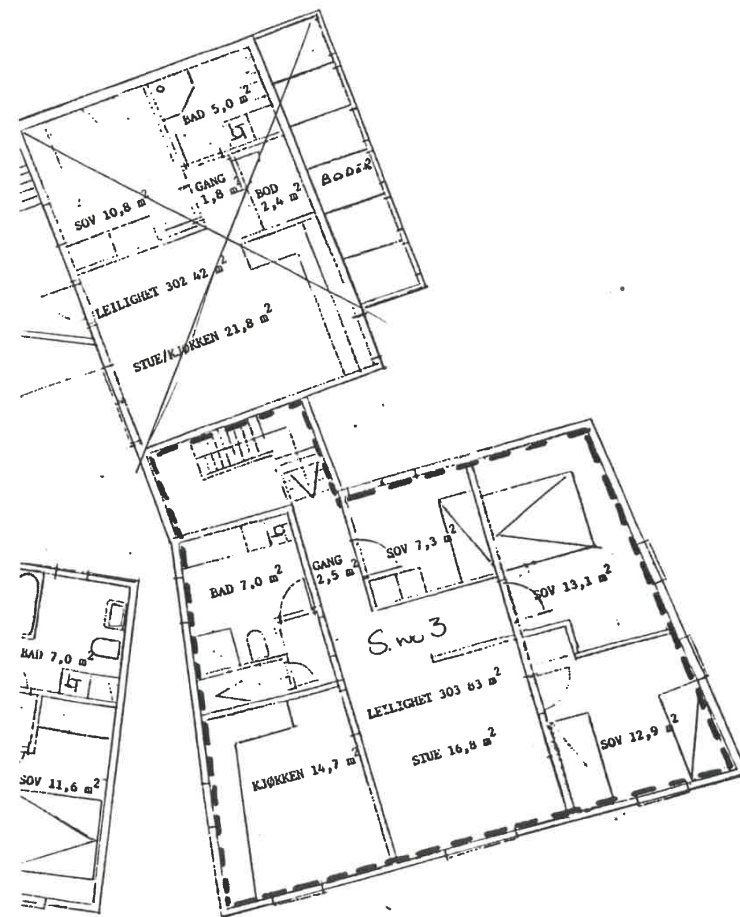 BAD 5,0 m²
GANG
1,8 m²
BOD
2,4 m²
BODER
SOV 10,8 m²
LEILIGHET 302 42 m²
STUE/KJØKKEN 21,8 m²
SOV 7,3 m²
GANG
2,5 m²
BAD 7,0 m²
SOV 13,1 m²
S.nr 3
BAD 7,0 m²
LEILIGHET 303 83 m²
SOV 12,9 m²
STUE 16,8 m²
KJØKKEN 14,7 m²
SOV 11,6 m²